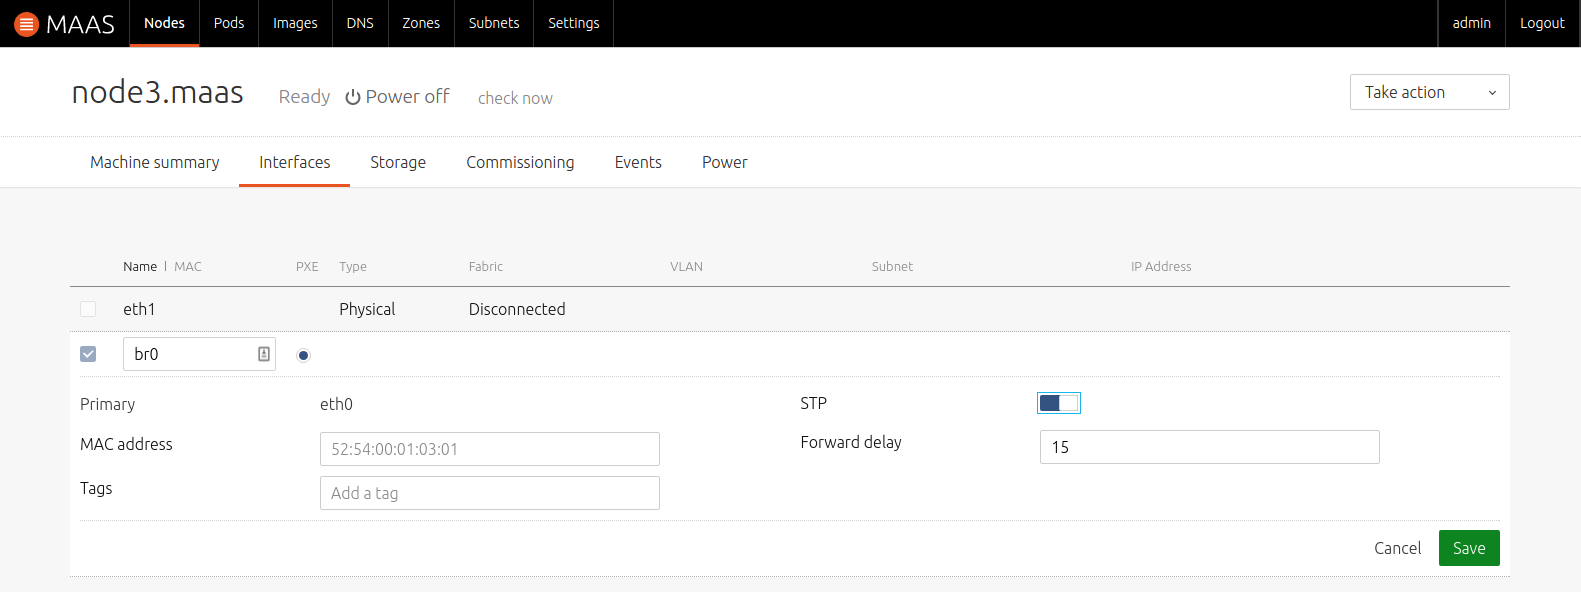 MAAS Nodes Pods Images DNS Zones Subnets Settings admin Logout
node3.maas Ready Power off check now Take action
Machine summary Interfaces Storage Commissioning Events Power
Name | MAC PXE Type Fabric VLAN Subnet IP Address
eth1 Physical Disconnected
br0
Primary eth0 STP
MAC address 52:54:00:01:03:01 Forward delay 15
Tags Add a tag
Cancel Save